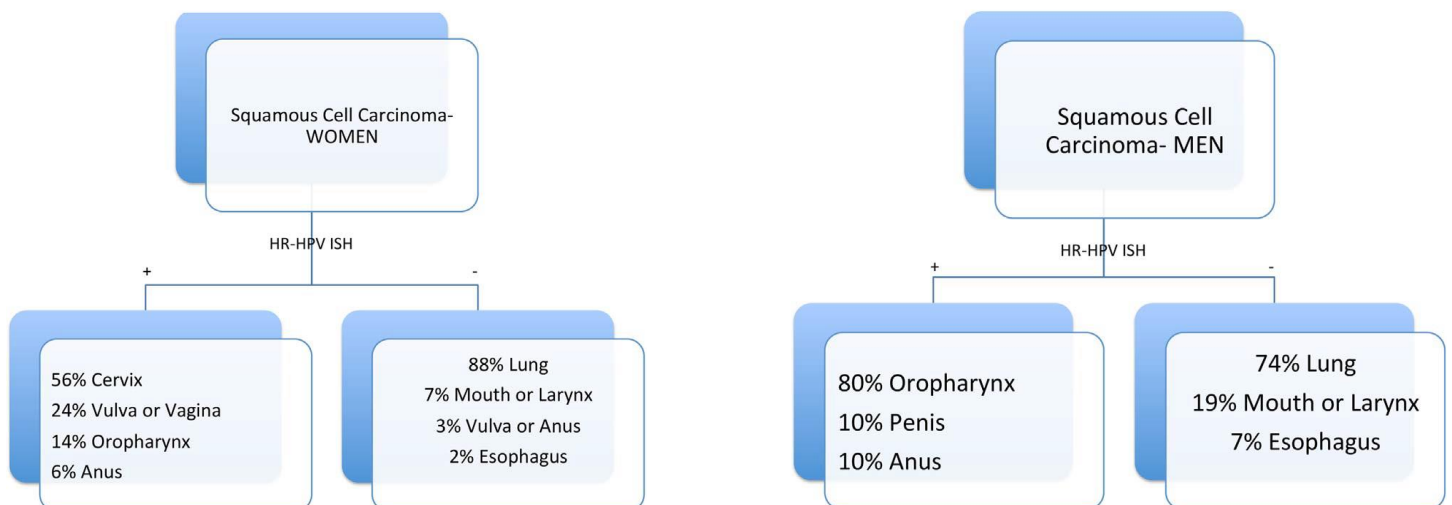 Squamous Cell Carcinoma-
WOMEN
HR-HPV ISH
+
-
56% Cervix
24% Vulva or Vagina
14% Oropharynx
6% Anus
88% Lung
7% Mouth or Larynx
3% Vulva or Anus
2% Esophagus
Squamous Cell
Carcinoma- MEN
HR-HPV ISH
+
-
80% Oropharynx
10% Penis
10% Anus
74% Lung
19% Mouth or Larynx
7% Esophagus